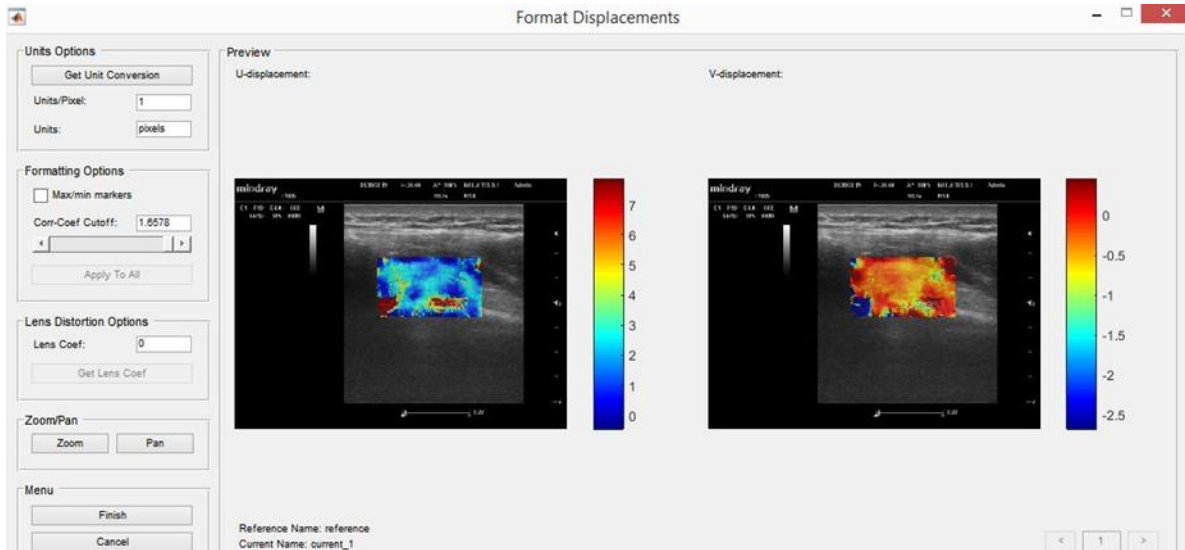 Format Displacements
Units Options
Get Unit Conversion
Units/Pixel: 1
Units: pixels
Formatting Options
Max/min markers
Corr-Coef Cutoff: 1.6578
Apply To All
Lens Distortion Options
Lens Coef: 0
Get Lens Coef
Zoom/Pan
Zoom Pan
Menu
Finish
Cancel
Preview
U-displacement:
mindray
M
7
6
5
4
3
2
1
0
V-displacement:
mindray
M
0
-0.5
-1
-1.5
-2
-2.5
Reference Name: reference
Current Name: current_1
< 1 >